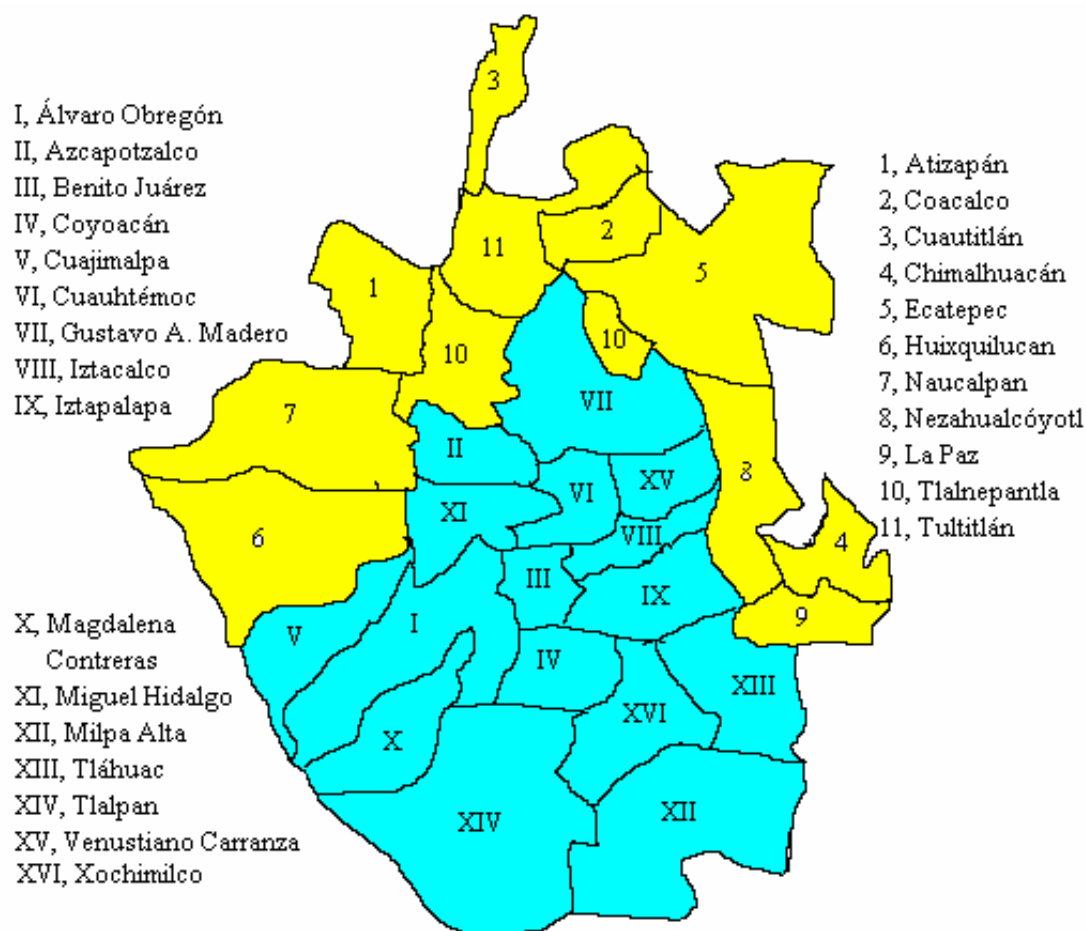 I, Álvaro Obregón
II, Azcapotzalco
III, Benito Juárez
IV, Coyoacán
V, Cuajimalpa
VI, Cuauhtémoc
VII, Gustavo A. Madero
VIII, Iztacalco
IX, Iztapalapa
X, Magdalena
Contreras
XI, Miguel Hidalgo
XII, Milpa Alta
XIII, Tláhuac
XIV, Tlalpan
XV, Venustiano Carranza
XVI, Xochimilco
3
2
11
5
1
10
10
7
VII
II
8
XV
VI
XI
VIII
6
4
III
IX
I
9
V
IV
XIII
XVI
X
XIV
XII
1, Atizapán
2, Coacalco
3, Cuautitlán
4, Chimalhuacán
5, Ecatepec
6, Huixquilucan
7, Naucalpan
8, Nezahualcóyotl
9, La Paz
10, Tlalnepantla
11, Tultitlán